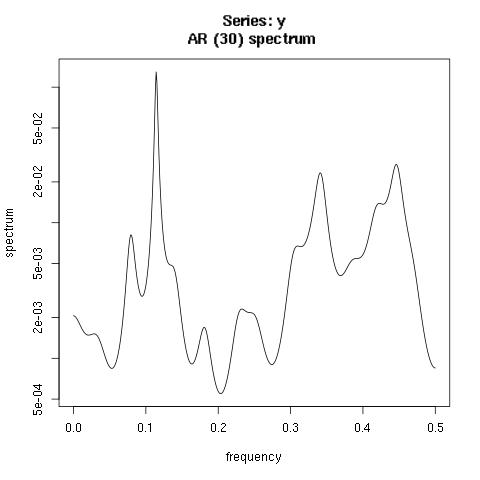 Series: y
AR (30) spectrum
spectrum
5e-02
2e-02
5e-03
2e-03
5e-04
0.0 0.1 0.2 0.3 0.4 0.5
frequency